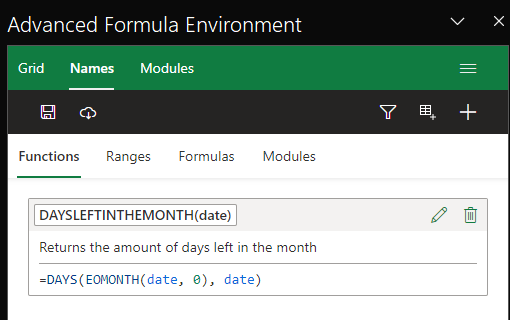 Advanced Formula Environment
Grid Names Modules
Functions Ranges Formulas Modules
DAYSLEFTINTHEMONTH(date)
Returns the amount of days left in the month
=DAYS(EOMONTH(date, 0), date)